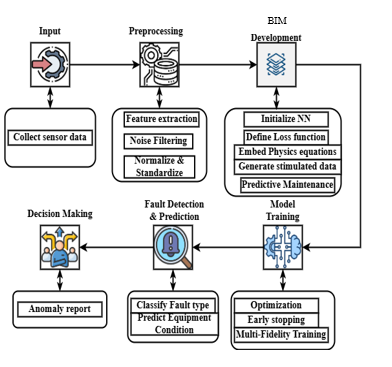 Input
Preprocessing
BIM
Development
Collect sensor data
Feature extraction
Noise Filtering
Normalize &
Standardize
Initialize NN
Define Loss function
Embed Physics equations
Generate stimulated data
Predictive Maintenance
Decision Making
Fault Detection
& Prediction
Model
Training
Anomaly report
Classify Fault type
Predict Equipment
Condition
Optimization
Early stopping
Multi-Fidelity Training